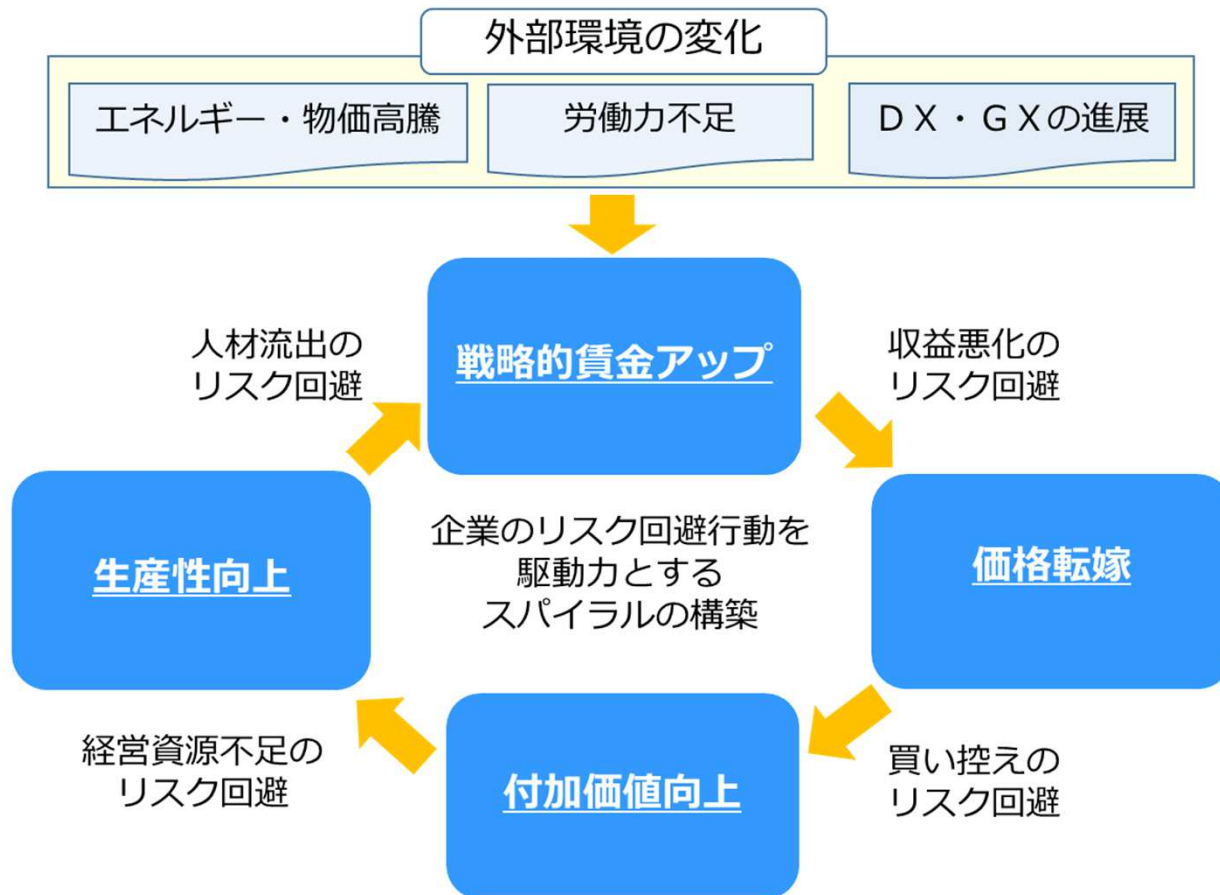 外部環境の変化
エネルギー・物価高騰
労働力不足
ＤＸ・ＧＸの進展
人材流出の
リスク回避
戦略的賃金アップ
収益悪化の
リスク回避
生産性向上
企業のリスク回避行動を
駆動力とする
スパイラルの構築
価格転嫁
経営資源不足の
リスク回避
付加価値向上
買い控えの
リスク回避